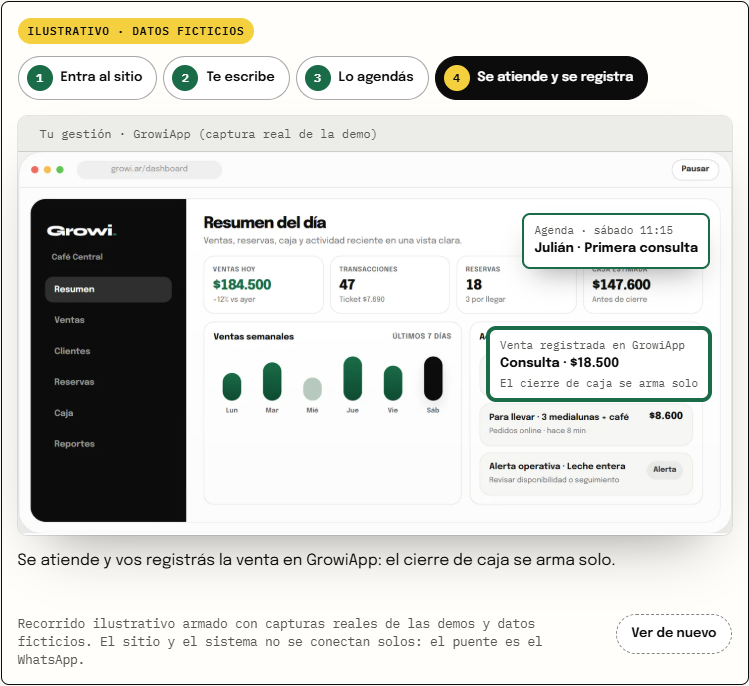 ILUSTRATIVO · DATOS FICTICIOS
1 Entra al sitio
2 Te escribe
3 Lo agendás
4 Se atiende y se registra
Tu gestión · GrowiApp (captura real de la demo)
growi.ar/dashboard
Pausar
Growi.
Café Central
Resumen
Ventas
Clientes
Reservas
Caja
Reportes
Resumen del día
Ventas, reservas, caja y actividad reciente en una vista clara.
Agenda · sábado 11:15
Julián · Primera consulta
VENTAS HOY
$184.500
+12% vs ayer
TRANSACCIONES
47
Ticket $7.690
RESERVAS
18
3 por llegar
CAJA ESTIMADA
$147.600
Antes de cierre
Ventas semanales
ÚLTIMOS 7 DÍAS
Lun
Mar
Mié
Jue
Vie
Sáb
Venta registrada en GrowiApp
Consulta · $18.500
El cierre de caja se arma solo
Para llevar · 3 medialunas + café
$8.600
Pedidos online · hace 8 min
Alerta operativa · Leche entera
Alerta
Revisar disponibilidad o seguimiento
Se atiende y vos registrás la venta en GrowiApp: el cierre de caja se arma solo.
Recorrido ilustrativo armado con capturas reales de las demos y datos
ficticios. El sitio y el sistema no se conectan solos: el puente es el
WhatsApp.
Ver de nuevo